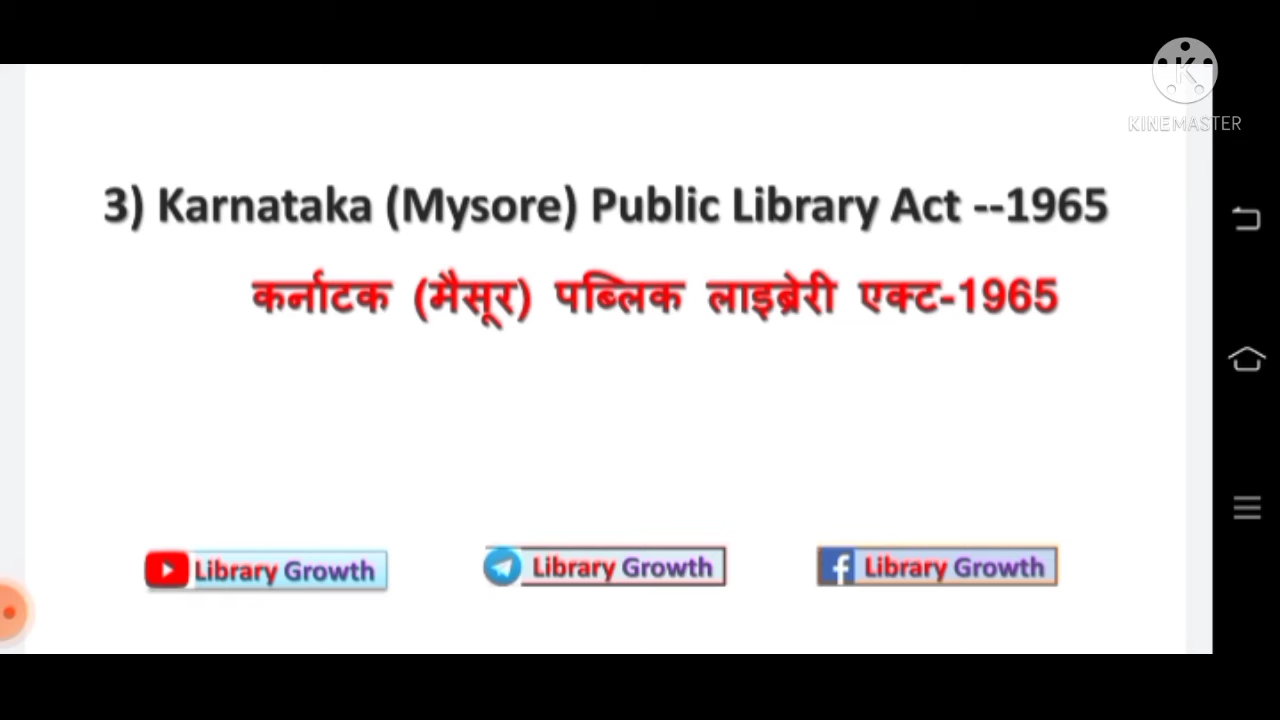 K
KINEMASTER
3) Karnataka (Mysore) Public Library Act --1965
कर्नाटक (मैसूर) पब्लिक लाइब्रेरी एक्ट-1965
Library Growth
Library Growth
f Library Growth